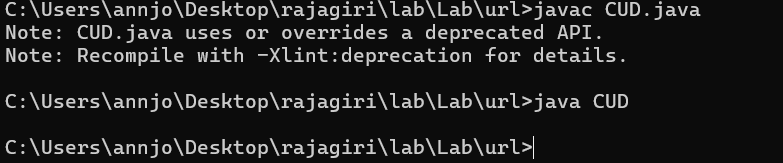 C:\Users\annjo\Desktop\rajagiri\lab\Lab\url>javac CUD.java
Note: CUD.java uses or overrides a deprecated API.
Note: Recompile with -Xlint:deprecation for details.
C:\Users\annjo\Desktop\rajagiri\lab\Lab\url>java CUD
C:\Users\annjo\Desktop\rajagiri\lab\Lab\url>